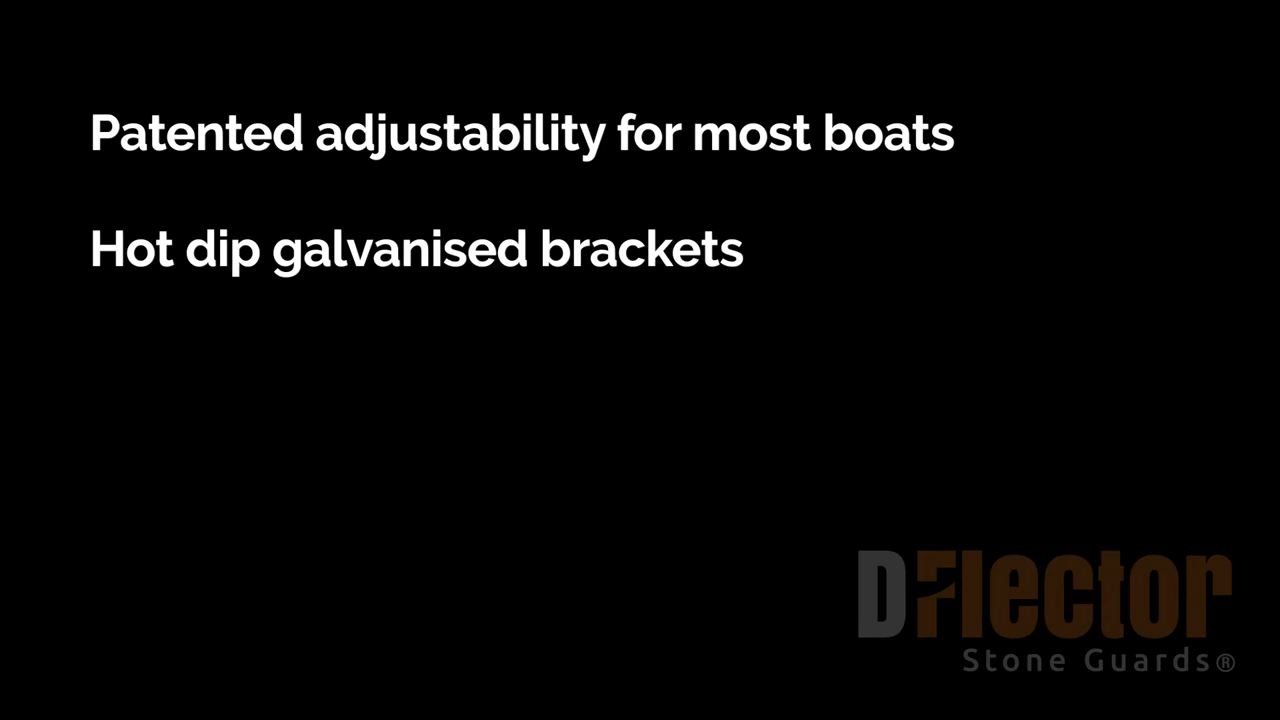 Patented adjustability for most boats
Hot dip galvanised brackets
DFlector
Stone Guards®